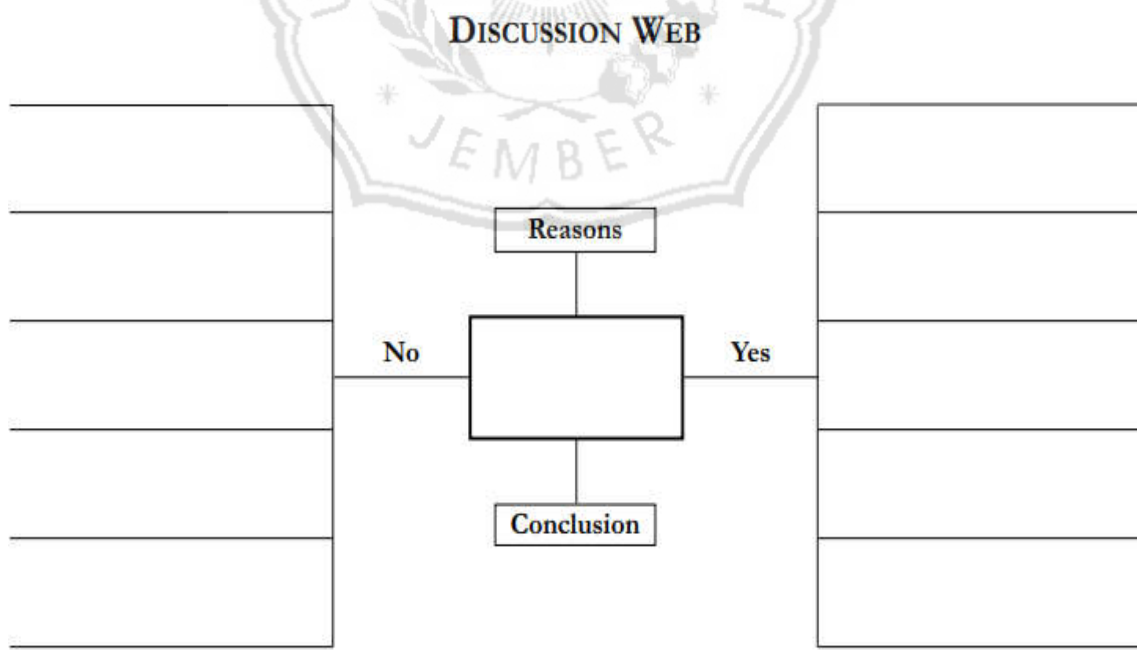 DISCUSSION WEB
JEMBER
Reasons
No
Yes
Conclusion